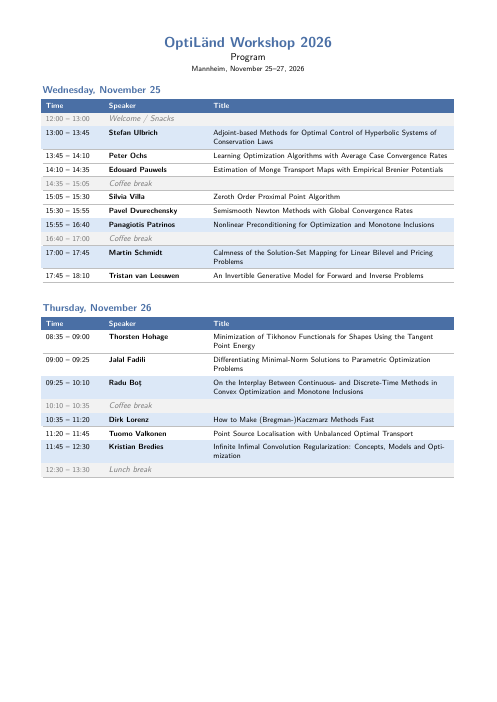 OptiLänd Workshop 2026
Program
Mannheim, November 25–27, 2026
Wednesday, November 25
Time Speaker Title
12:00 – 13:00 Welcome / Snacks
13:00 – 13:45 Stefan Ulbrich Adjoint-based Methods for Optimal Control of Hyperbolic Systems of
Conservation Laws
13:45 – 14:10 Peter Ochs Learning Optimization Algorithms with Average Case Convergence Rates
14:10 – 14:35 Edouard Pauwels Estimation of Monge Transport Maps with Empirical Brenier Potentials
14:35 – 15:05 Coffee break
15:05 – 15:30 Silvia Villa Zeroth Order Proximal Point Algorithm
15:30 – 15:55 Pavel Dvurechensky Semismooth Newton Methods with Global Convergence Rates
15:55 – 16:40 Panagiotis Patrinos Nonlinear Preconditioning for Optimization and Monotone Inclusions
16:40 – 17:00 Coffee break
17:00 – 17:45 Martin Schmidt Calmness of the Solution-Set Mapping for Linear Bilevel and Pricing
Problems
17:45 – 18:10 Tristan van Leeuwen An Invertible Generative Model for Forward and Inverse Problems
Thursday, November 26
Time Speaker Title
08:35 – 09:00 Thorsten Hohage Minimization of Tikhonov Functionals for Shapes Using the Tangent
Point Energy
09:00 – 09:25 Jalal Fadili Differentiating Minimal-Norm Solutions to Parametric Optimization
Problems
09:25 – 10:10 Radu Boț On the Interplay Between Continuous- and Discrete-Time Methods in
Convex Optimization and Monotone Inclusions
10:10 – 10:35 Coffee break
10:35 – 11:20 Dirk Lorenz How to Make (Bregman-)Kaczmarz Methods Fast
11:20 – 11:45 Tuomo Valkonen Point Source Localisation with Unbalanced Optimal Transport
11:45 – 12:30 Kristian Bredies Infinite Infimal Convolution Regularization: Concepts, Models and Opti-
mization
12:30 – 13:30 Lunch break